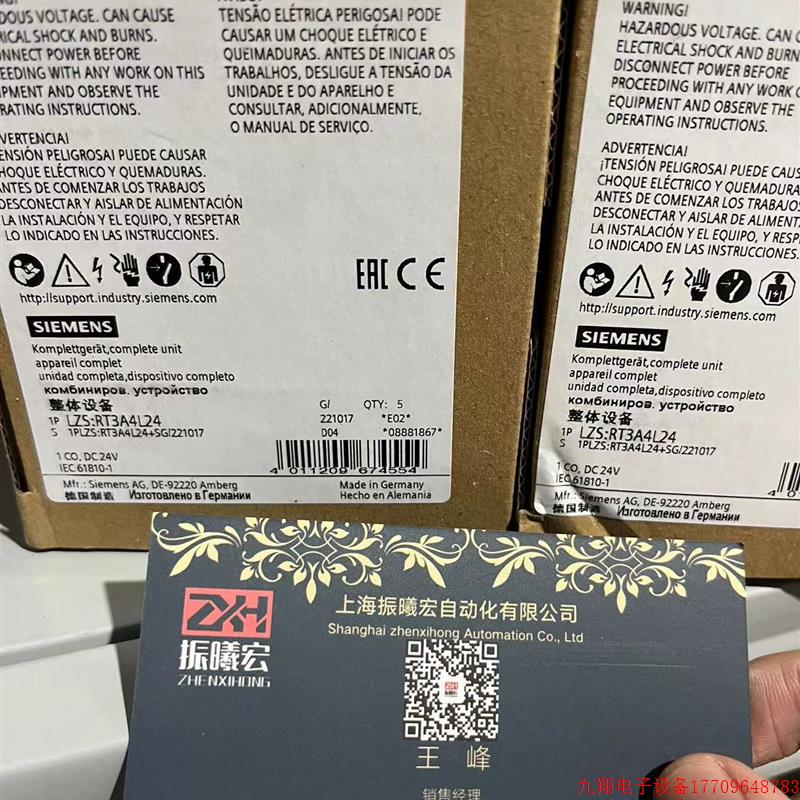 DOUS VOLTAGE. CAN CAUSE
RICAL SHOCK AND BURNS.
NNECT POWER BEFORE
EEDING WITH ANY WORK ON THIS
PMENT AND OBSERVE THE
RATING INSTRUCTIONS.
TENSÃO ELÉTRICA PERIGOSA! PODE
CAUSAR UM CHOQUE ELÉTRICO E
QUEIMADURAS. ANTES DE INICIAR OS
TRABALHOS, DESLIGUE A TENSÃO DA
UNIDADE E DO APARELHO E
CONSULTAR, ADICIONALMENTE,
O MANUAL DE SERVIÇO.
ADVERTENCIA!
TENSIÓN PELIGROSA! PUEDE CAUSAR
CHOQUE ELÉCTRICO Y QUEMADURAS.
ANTES DE COMENZAR LOS TRABAJOS
DESCONECTAR Y AISLAR DE ALIMENTACIÓN
LA INSTALACIÓN Y EL EQUIPO, Y RESPETAR
LO INDICADO EN LAS INSTRUCCIONES.
EAC CE
http://support.industry.siemens.com
SIEMENS
Komplettgerät,complete unit
appareil complet
unidad completa,dispositivo completo
комбиниров. устройство
整体设备
G/ QTY: 5
1P LZS:RT3A4L24 221017 *E02*
S 1PLZS:RT3A4L24+SG/221017 D04 *08881867*
1 CO, DC 24V
IEC 61810-1
4 011209 674554
Mfr.: Siemens AG, DE-92220 Amberg Made in Germany
德国制造 Изготовлено в Германии Hecho en Alemania
WARNING!
HAZARDOUS VOLTAGE. CAN CAU
ELECTRICAL SHOCK AND BURNS.
DISCONNECT POWER BEFORE
PROCEEDING WITH ANY WORK ON
EQUIPMENT AND OBSERVE THE
OPERATING INSTRUCTIONS.
ADVERTENCIA!
¡TENSIÓN PELIGROSA! PUEDE CAUSAR
CHOQUE ELÉCTRICO Y QUEMADURAS.
ANTES DE COMENZAR LOS TRABAJOS
DESCONECTAR Y AISLAR DE ALIMENTA
LA INSTALACIÓN Y EL EQUIPO, Y RESPE
LO INDICADO EN LAS INSTRUCCIONES.
http://support.industry.siemens.com
SIEMENS
Komplettgerät,complete unit
appareil complet
unidad completa,dispositivo completo
комбиниров. устройство
整体设备
1P LZS:RT3A4L24
S 1PLZS:RT3A4L24+SG/221017
1 CO, DC 24V
IEC 61810-1
4 0
Mfr.: Siemens AG, DE-92220 Amberg
德国制造 Изготовлено в Германии
ZXH
振曦宏
ZHENXIHONG
上海振曦宏自动化有限公司
Shanghai zhenxihong Automation Co., Ltd
王 峰
销售经理
九翔电子设备17709648783